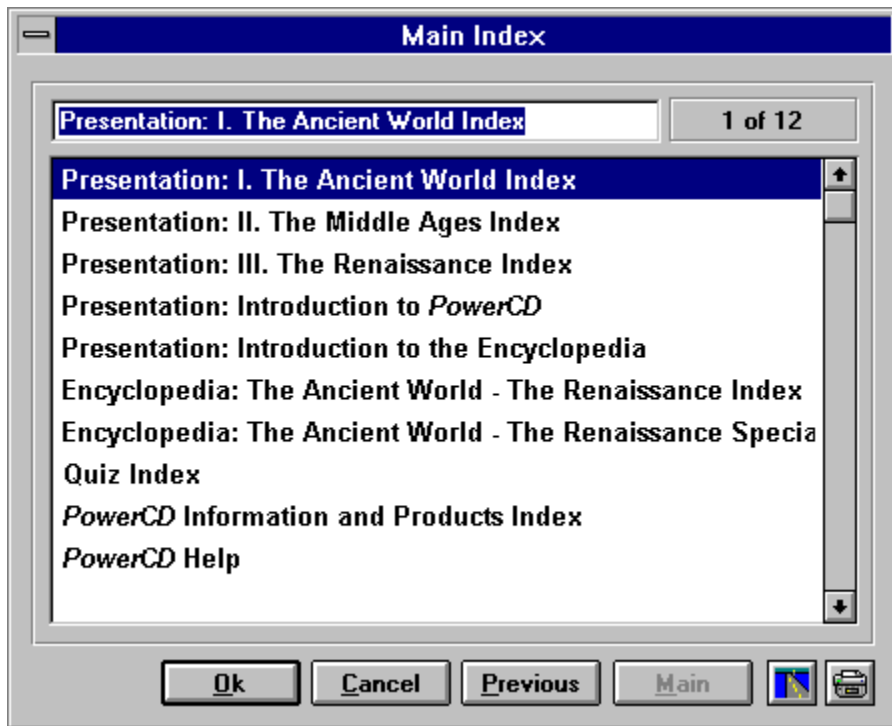 Main Index
Presentation: I. The Ancient World Index
1 of 12
Presentation: I. The Ancient World Index
Presentation: II. The Middle Ages Index
Presentation: III. The Renaissance Index
Presentation: Introduction to PowerCD
Presentation: Introduction to the Encyclopedia
Encyclopedia: The Ancient World - The Renaissance Index
Encyclopedia: The Ancient World - The Renaissance Specia
Quiz Index
PowerCD Information and Products Index
PowerCD Help
Ok
Cancel
Previous
Main